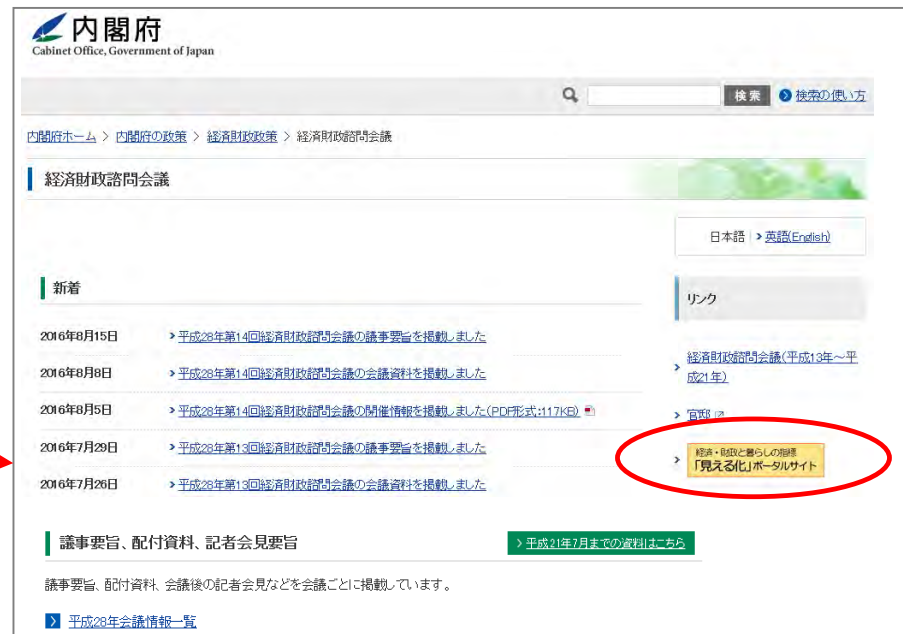 内閣府
Cabinet Office, Government of Japan
検索 検索の使い方
内閣府ホーム > 内閣府の政策 > 経済財政政策 > 経済財政諮問会議
経済財政諮問会議
日本語 > 英語(English)
新着
リンク
2016年8月15日 > 平成28年第14回経済財政諮問会議の議事要旨を掲載しました
2016年8月8日 > 平成28年第14回経済財政諮問会議の会議資料を掲載しました
2016年8月5日 > 平成28年第14回経済財政諮問会議の開催情報を掲載しました(PDF形式:117KB)
2016年7月29日 > 平成28年第13回経済財政諮問会議の議事要旨を掲載しました
2016年7月26日 > 平成28年第13回経済財政諮問会議の会議資料を掲載しました
> 経済財政諮問会議(平成13年~平
成21年)
> 官邸
> 経済・財政と暮らしの指標
「見える化」ポータルサイト
議事要旨、配付資料、記者会見要旨
> 平成21年7月までの資料はこちら
議事要旨、配付資料、会議後の記者会見などを会議ごとに掲載しています。
> 平成28年会議情報一覧